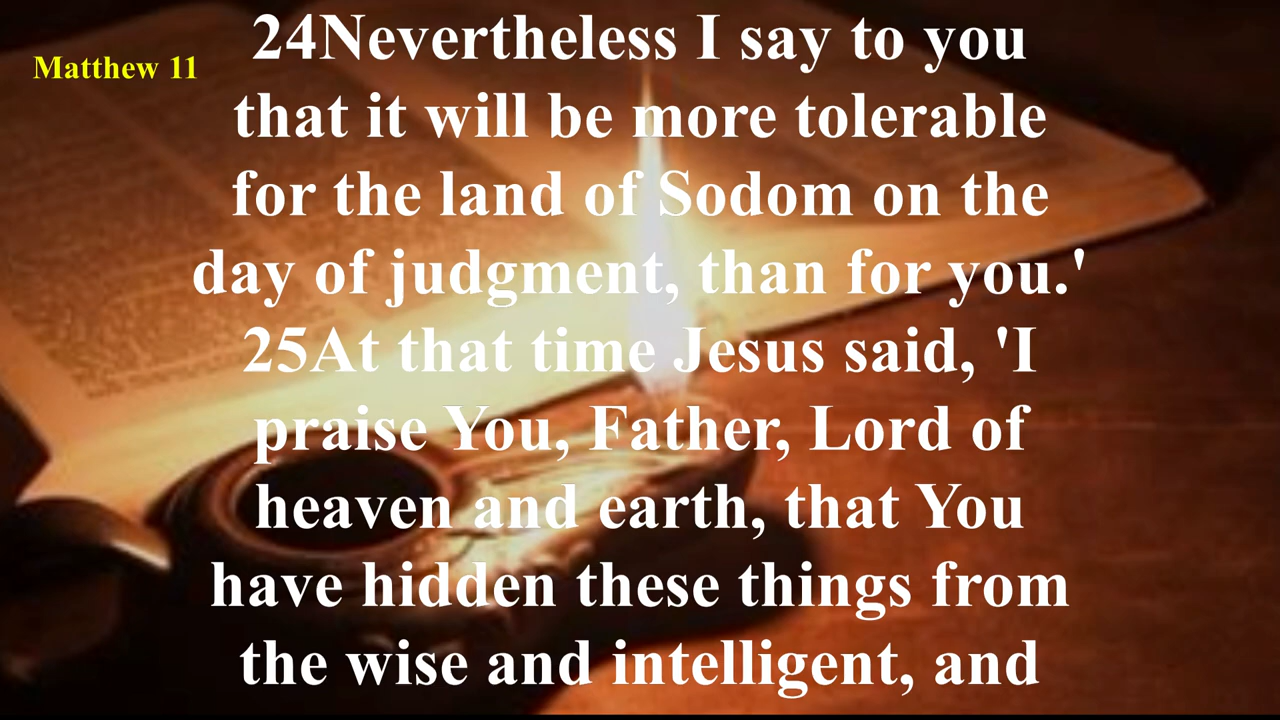 Matthew 11
24Nevertheless I say to you
that it will be more tolerable
for the land of Sodom on the
day of judgment, than for you.'
25At that time Jesus said, 'I
praise You, Father, Lord of
heaven and earth, that You
have hidden these things from
the wise and intelligent, and